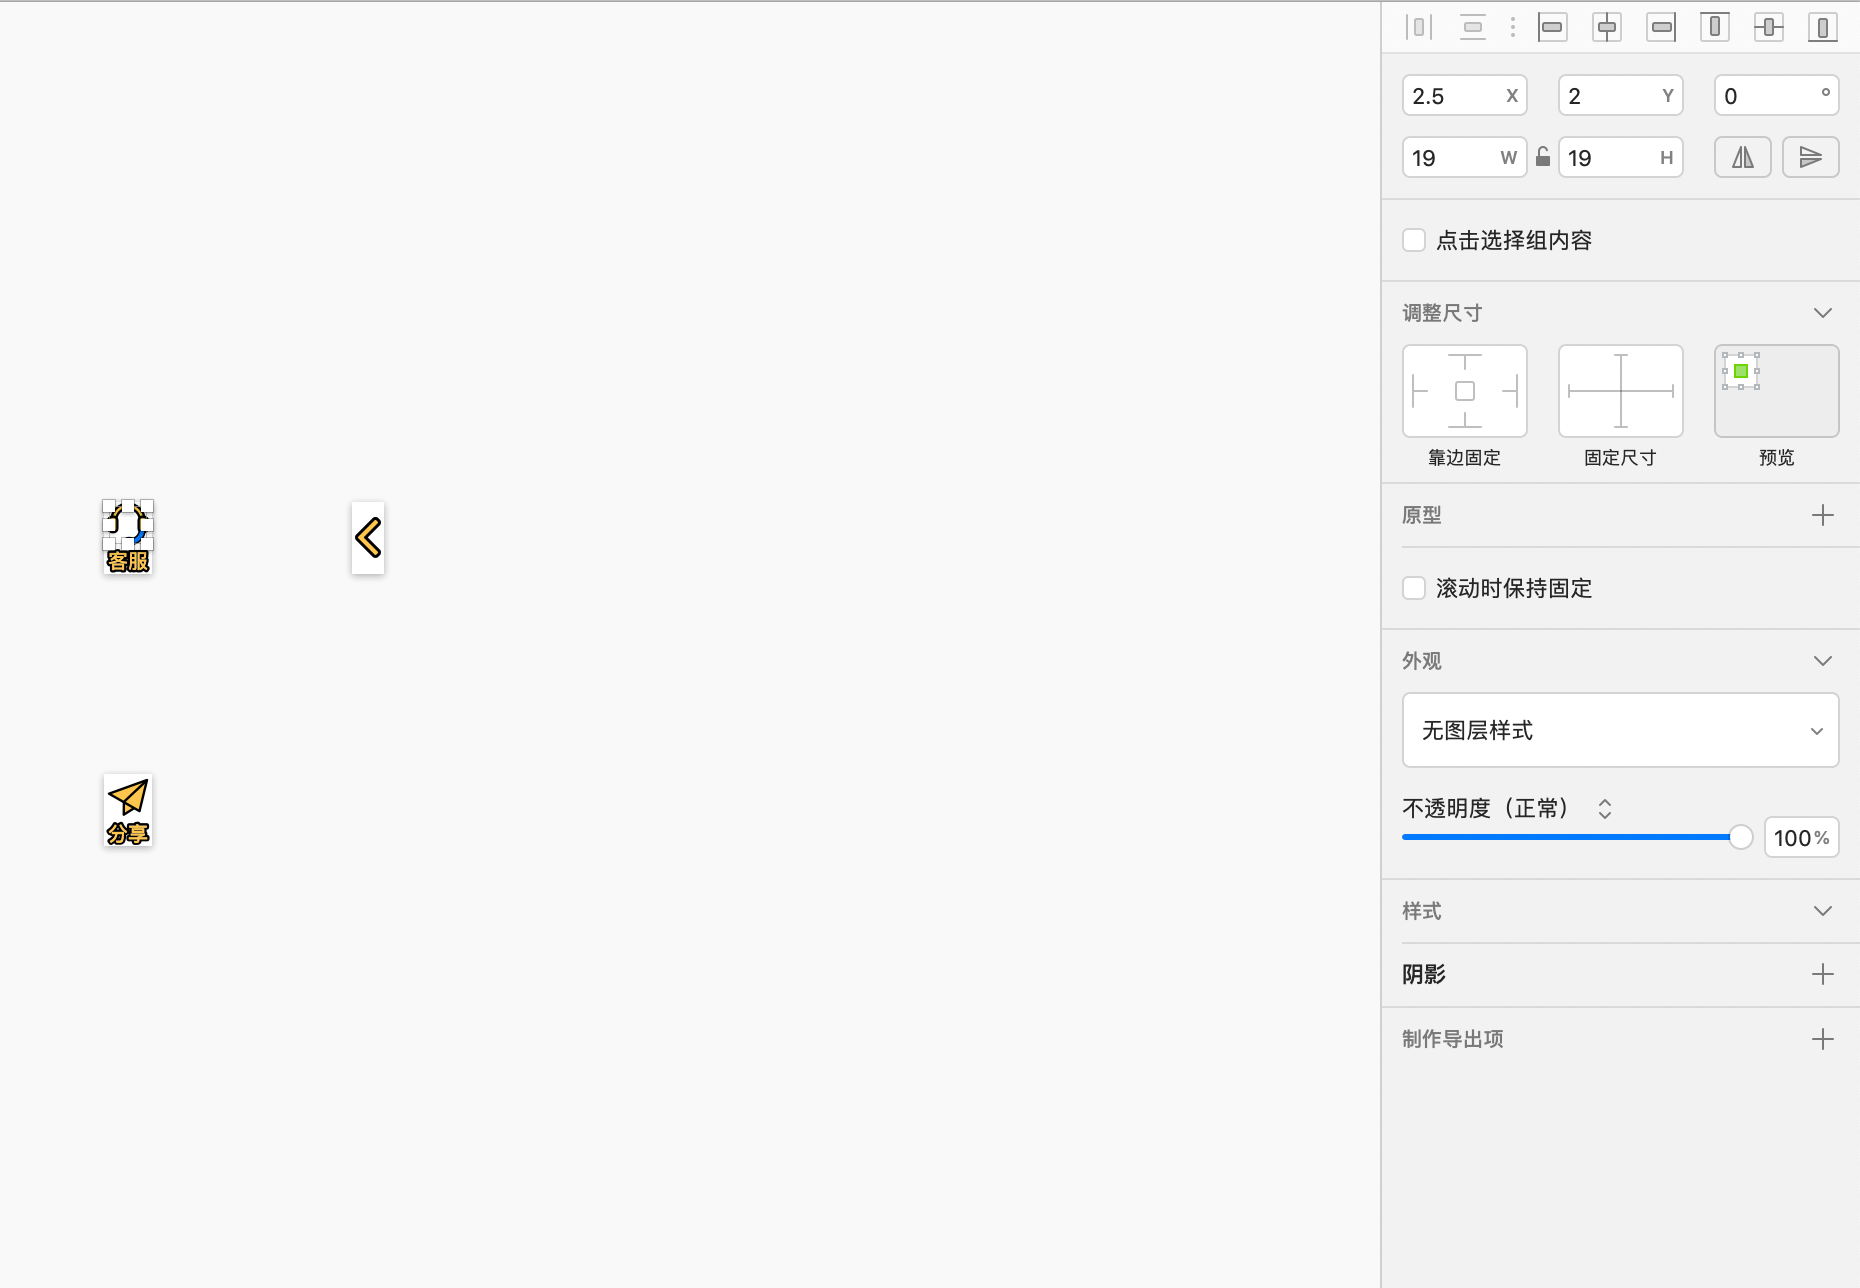 2.5 X 2 Y 0 °
19 W 19 H
点击选择组内容
调整尺寸
靠边固定 固定尺寸 预览
原型
滚动时保持固定
外观
无图层样式
不透明度（正常）
100%
样式
阴影
制作导出项
客服
分享